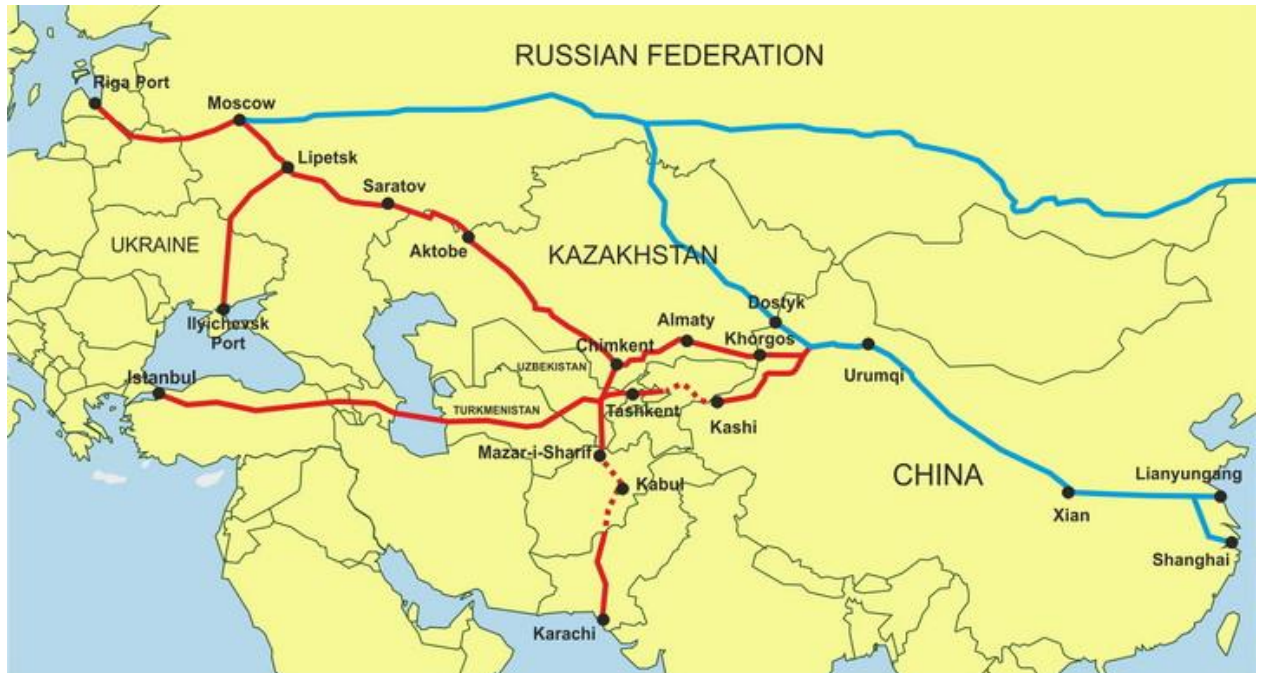 RUSSIAN FEDERATION
Riga Port
Moscow
Lipetsk
Saratov
UKRAINE
Aktobe
KAZAKHSTAN
Dostyk
Ilyichevsk
Port
Almaty
Khorgos
Chimkent
UZBEKISTAN
Urumqi
Istanbul
TURKMENISTAN
Tashkent
Kashi
Mazar-i-Sharif
Kabul
CHINA
Lianyungang
Xian
Shanghai
Karachi